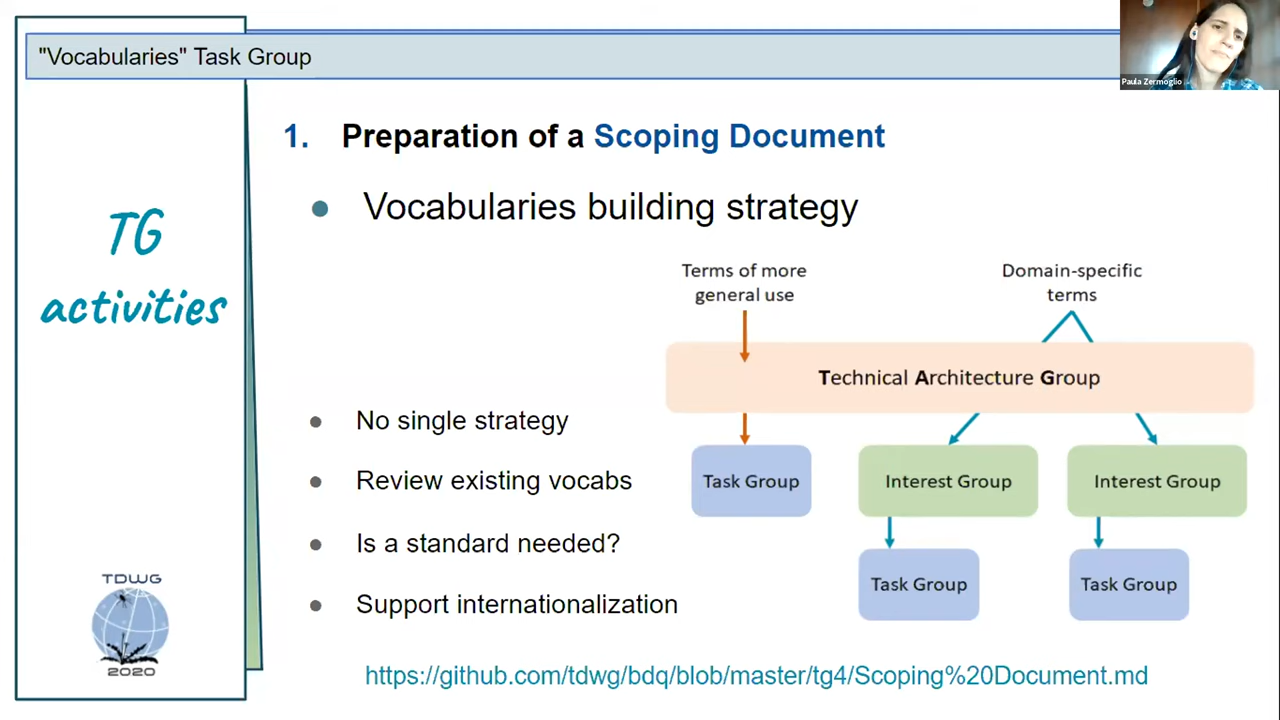 "Vocabularies" Task Group
Paula Zermoglio
TG
activities
1. Preparation of a Scoping Document
● Vocabularies building strategy
Terms of more
general use
Domain-specific
terms
Technical Architecture Group
● No single strategy
● Review existing vocabs
● Is a standard needed?
● Support internationalization
Task Group
Interest Group
Interest Group
Task Group
Task Group
TDWG
2020
https://github.com/tdwg/bdq/blob/master/tg4/Scoping%20Document.md